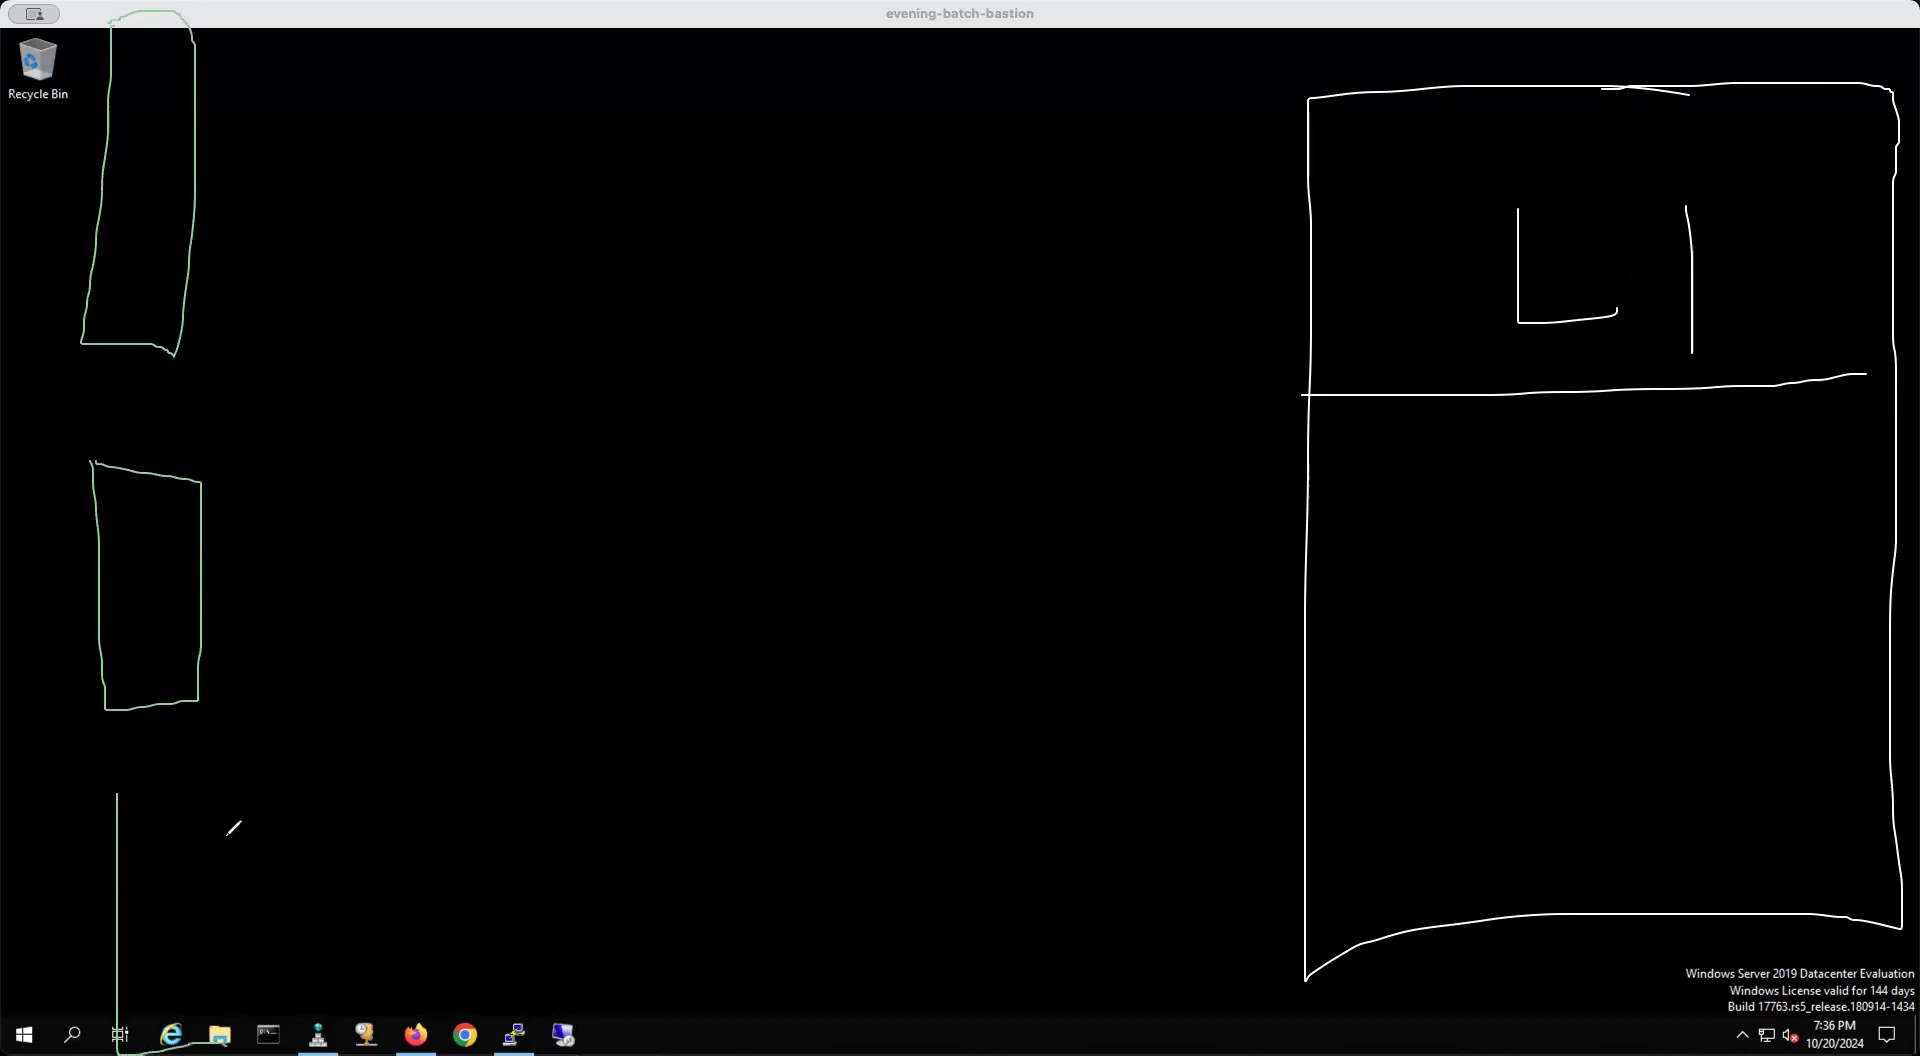 evening-batch-bastion
Recycle Bin
LI
Windows Server 2019 Datacenter Evaluation
Windows License valid for 144 days
Build 17763.rs5_release.180914-1434
7:36 PM
10/20/2024